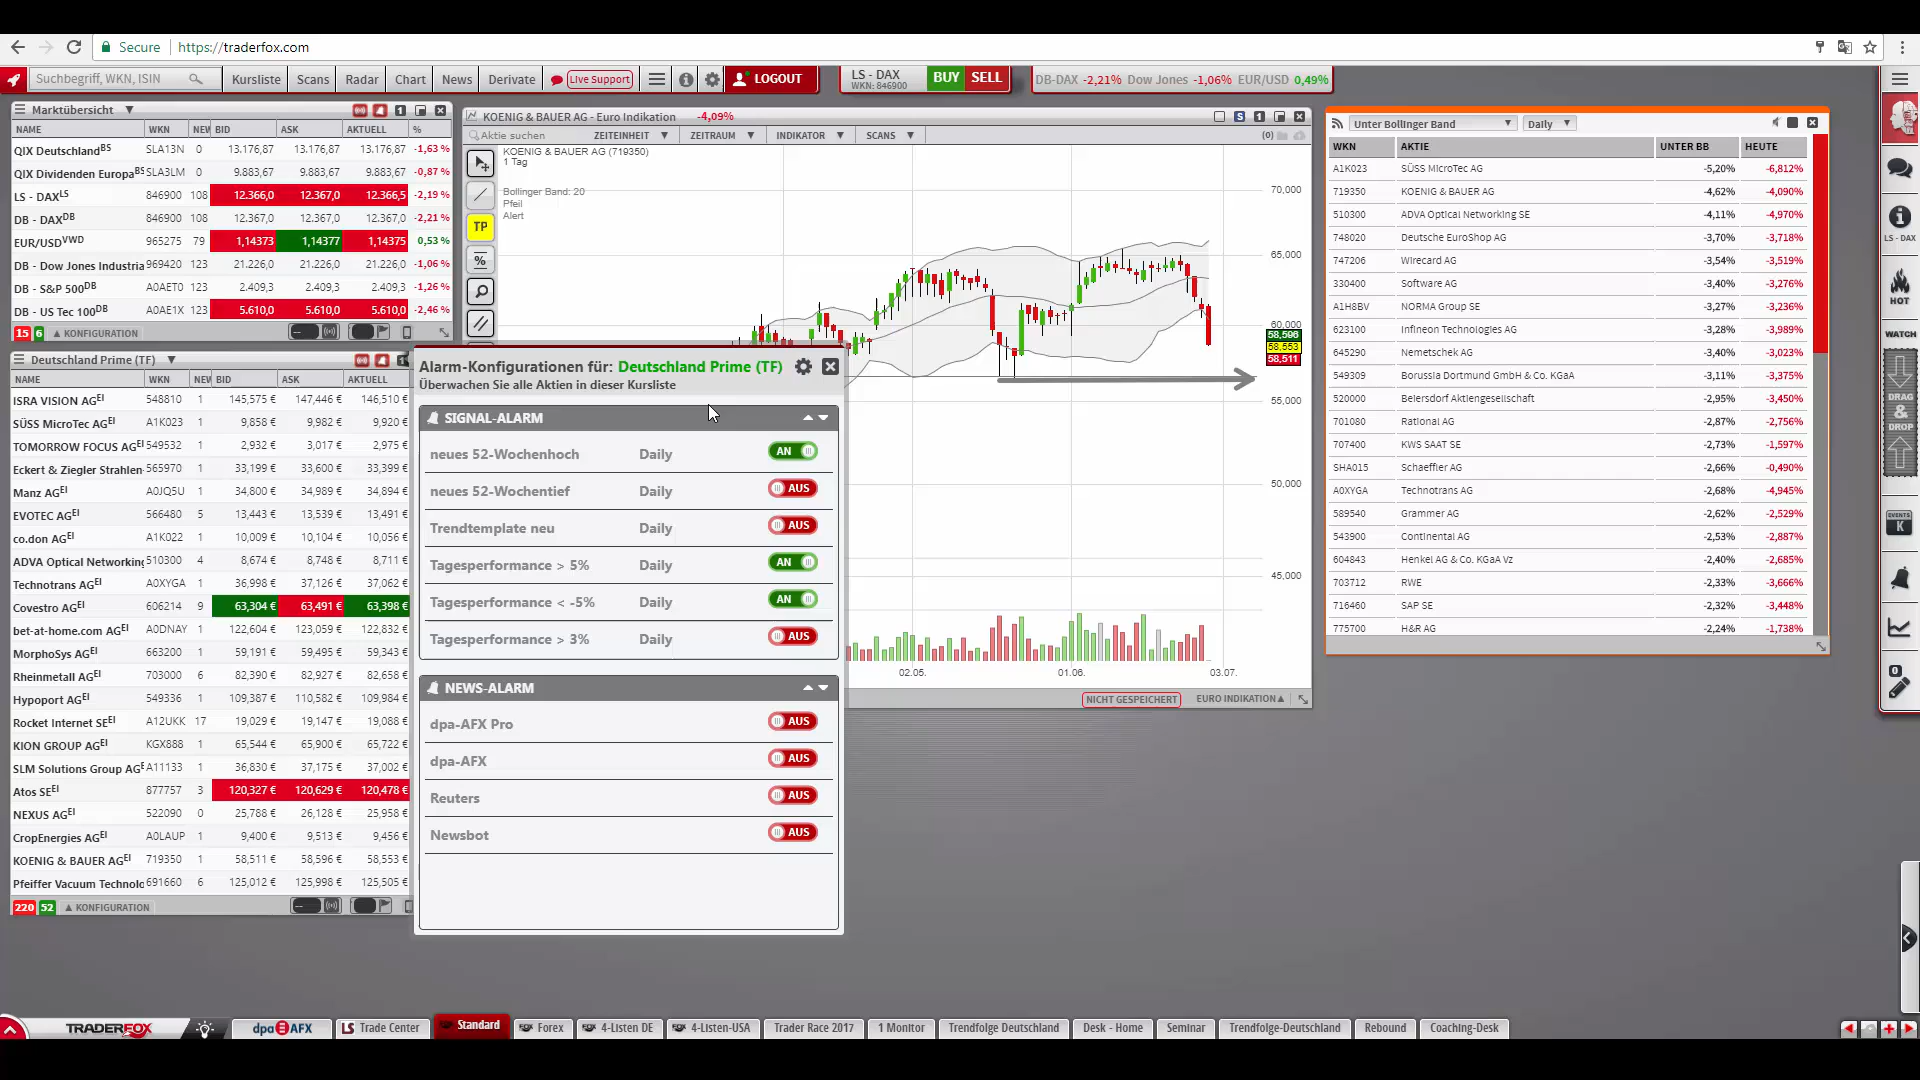 Secure https://traderfox.com
Suchbegriff, WKN, ISIN Kursliste Scans Radar Chart News Derivate Live Support LOGOUT
LS - DAX
WKN: 846900
BUY SELL
DB-DAX -2,21% Dow Jones -1,06% EUR/USD 0,49%
Marktübersicht
NAME WKN NEW BID ASK AKTUELL %
QIX Deutschland BS SLA13N 0 13.176,87 13.176,87 13.176,87 -1,63 %
QIX Dividenden Europa BS SLA3LM 0 9.883,67 9.883,67 9.883,67 -0,87 %
LS - DAX LS 846900 108 12.366,0 12.367,0 12.366,5 -2,19 %
DB - DAX DB 846900 108 12.367,0 12.367,0 12.367,0 -2,21 %
EUR/USD VWD 965275 79 1,14373 1,14377 1,14375 0,53 %
DB - Dow Jones Industria 969420 123 21.226,0 21.226,0 21.226,0 -1,06 %
DB - S&P 500 DB A0AET0 123 2.409,3 2.409,3 2.409,3 -1,26 %
DB - US Tec 100 DB A0AE1X 123 5.610,0 5.610,0 5.610,0 -2,46 %
15 6 KONFIGURATION
Deutschland Prime (TF)
NAME WKN NEW BID ASK AKTUELL
ISRA VISION AG EI 548810 1 145,575 € 147,446 € 146,510 €
SÜSS MicroTec AG EI A1K023 1 9,858 € 9,982 € 9,920 €
TOMORROW FOCUS AG EI 549532 1 2,932 € 3,017 € 2,975 €
Eckert & Ziegler Strahlen- 565970 1 33,199 € 33,600 € 33,399 €
Manz AG EI A0JQ5U 1 34,800 € 34,989 € 34,894 €
EVOTEC AG EI 566480 5 13,443 € 13,539 € 13,491 €
co.don AG EI A1K022 1 10,009 € 10,104 € 10,056 €
ADVA Optical Networking 510300 4 8,674 € 8,748 € 8,711 €
Technotrans AG EI A0XYGA 1 36,998 € 37,126 € 37,062 €
Covestro AG EI 606214 9 63,304 € 63,491 € 63,398 €
bet-at-home.com AG EI A0DNAY 1 122,604 € 123,059 € 122,832 €
MorphoSys AG EI 663200 1 59,191 € 59,495 € 59,343 €
Rheinmetall AG EI 703000 6 82,390 € 82,927 € 82,658 €
Hypoport AG EI 549336 1 109,387 € 110,582 € 109,984 €
Rocket Internet SE EI A12UKK 17 19,029 € 19,147 € 19,088 €
KION GROUP AG EI KGX888 1 65,544 € 65,900 € 65,722 €
SLM Solutions Group AG A11133 1 36,830 € 37,175 € 37,002 €
Atos SE EI 877757 3 120,327 € 120,629 € 120,478 €
NEXUS AG EI 522090 0 25,788 € 26,128 € 25,958 €
CropEnergies AG EI A0LAUP 1 9,400 € 9,513 € 9,456 €
KOENIG & BAUER AG EI 719350 1 58,511 € 58,596 € 58,553 €
Pfeiffer Vacuum Technolo 691660 6 125,012 € 125,998 € 125,505 €
220 52 KONFIGURATION
KOENIG & BAUER AG - Euro Indikation -4,09%
Aktie suchen ZEITEINHEIT ZEITRAUM INDIKATOR SCANS (0)
KOENIG & BAUER AG (719350)
1 Tag
Bollinger Band: 20
Pfeil
Alert
TP
%
70,000
65,000
60,000
58,596
58,553
58,511
55,000
50,000
45,000
02.05. 01.06. 03.07.
NICHT GESPEICHERT EURO INDIKATION
Alarm-Konfigurationen für: Deutschland Prime (TF)
Überwachen Sie alle Aktien in dieser Kursliste
SIGNAL-ALARM
neues 52-Wochenhoch Daily AN
neues 52-Wochentief Daily AUS
Trendtemplate neu Daily AUS
Tagesperformance > 5% Daily AN
Tagesperformance < -5% Daily AN
Tagesperformance > 3% Daily AUS
NEWS-ALARM
dpa-AFX Pro AUS
dpa-AFX AUS
Reuters AUS
Newsbot AUS
Unter Bollinger Band Daily
WKN AKTIE UNTER BB HEUTE
A1K023 SÜSS MicroTec AG -5,20% -6,812%
719350 KOENIG & BAUER AG -4,62% -4,090%
510300 ADVA Optical Networking SE -4,11% -4,970%
748020 Deutsche EuroShop AG -3,70% -3,718%
747206 Wirecard AG -3,54% -3,519%
330400 Software AG -3,40% -3,276%
A1H8BV NORMA Group SE -3,27% -3,236%
623100 Infineon Technologies AG -3,28% -3,989%
645290 Nemetschek AG -3,40% -3,023%
549309 Borussia Dortmund GmbH & Co. KGaA -3,11% -3,375%
520000 Beiersdorf Aktiengesellschaft -2,95% -3,450%
701080 Rational AG -2,87% -2,756%
707400 KWS SAAT SE -2,73% -1,597%
SHA015 Schaeffler AG -2,66% -0,490%
A0XYGA Technotrans AG -2,68% -4,945%
589540 Grammer AG -2,62% -2,529%
543900 Continental AG -2,53% -2,887%
604843 Henkel AG & Co. KGaA Vz -2,40% -2,685%
703712 RWE -2,33% -3,666%
716460 SAP SE -2,32% -3,448%
775700 H&R AG -2,24% -1,738%
LS - DAX
HOT
WATCH
DRAG
&
DROP
EVENTS
K
0
TRADERFOX dpa AFX LS Trade Center Standard Forex 4-Listen DE 4-Listen-USA Trader Race 2017 1 Monitor Trendfolge Deutschland Desk - Home Seminar Trendfolge-Deutschland Rebound Coaching-Desk